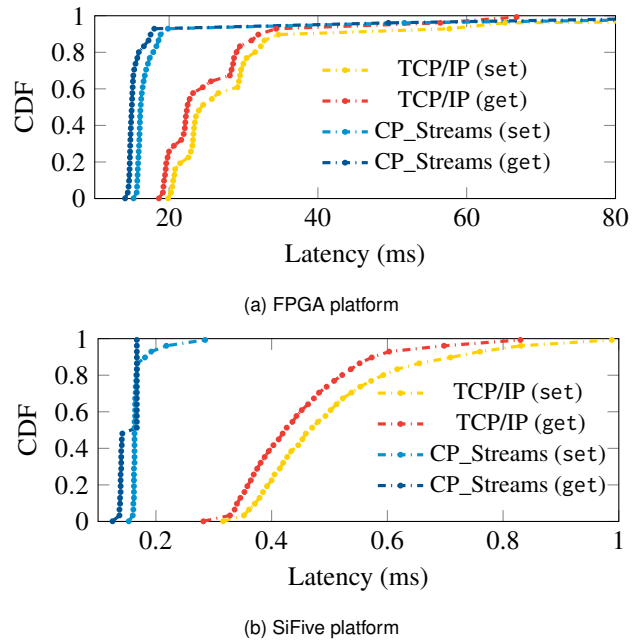 1
0.8
0.6
0.4
0.2
0
CDF
TCP/IP (set)
TCP/IP (get)
CP_Streams (set)
CP_Streams (get)
20 40 60 80
Latency (ms)
(a) FPGA platform
1
0.8
0.6
0.4
0.2
0
CDF
TCP/IP (set)
TCP/IP (get)
CP_Streams (set)
CP_Streams (get)
0.2 0.4 0.6 0.8 1
Latency (ms)
(b) SiFive platform